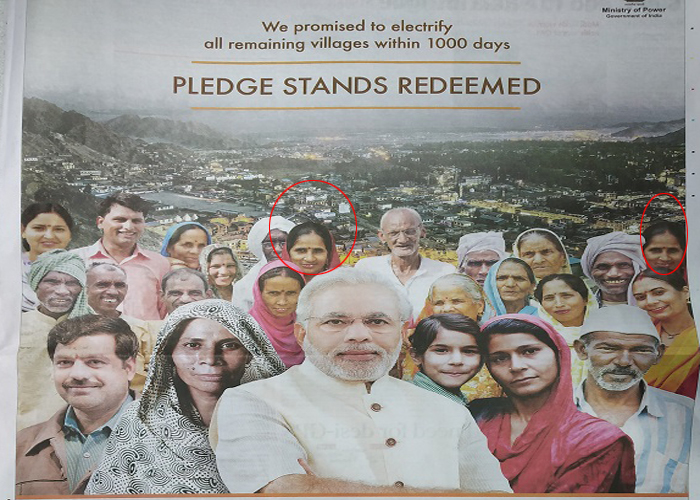 Ministry of Power
Government of India
We promised to electrify
all remaining villages within 1000 days
PLEDGE STANDS REDEEMED